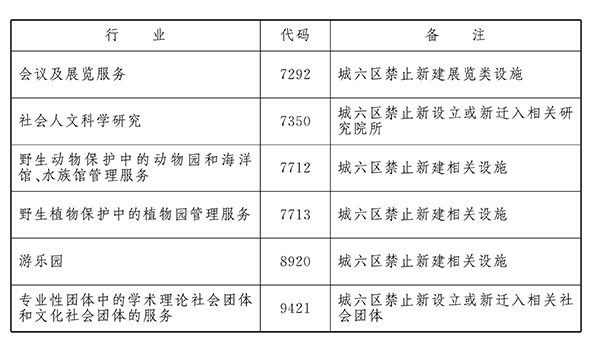 行 业 代码 备 注
会议及展览服务 7292 城六区禁止新建展览类设施
社会人文科学研究 7350 城六区禁止新设立或新迁入相关研
究院所
野生动物保护中的动物园和海洋
馆、水族馆管理服务 7712 城六区禁止新建相关设施
野生植物保护中的植物园管理服务 7713 城六区禁止新建相关设施
游乐园 8920 城六区禁止新建相关设施
专业性团体中的学术理论社会团体
和文化社会团体的服务 9421 城六区禁止新设立或新迁入相关社
会团体